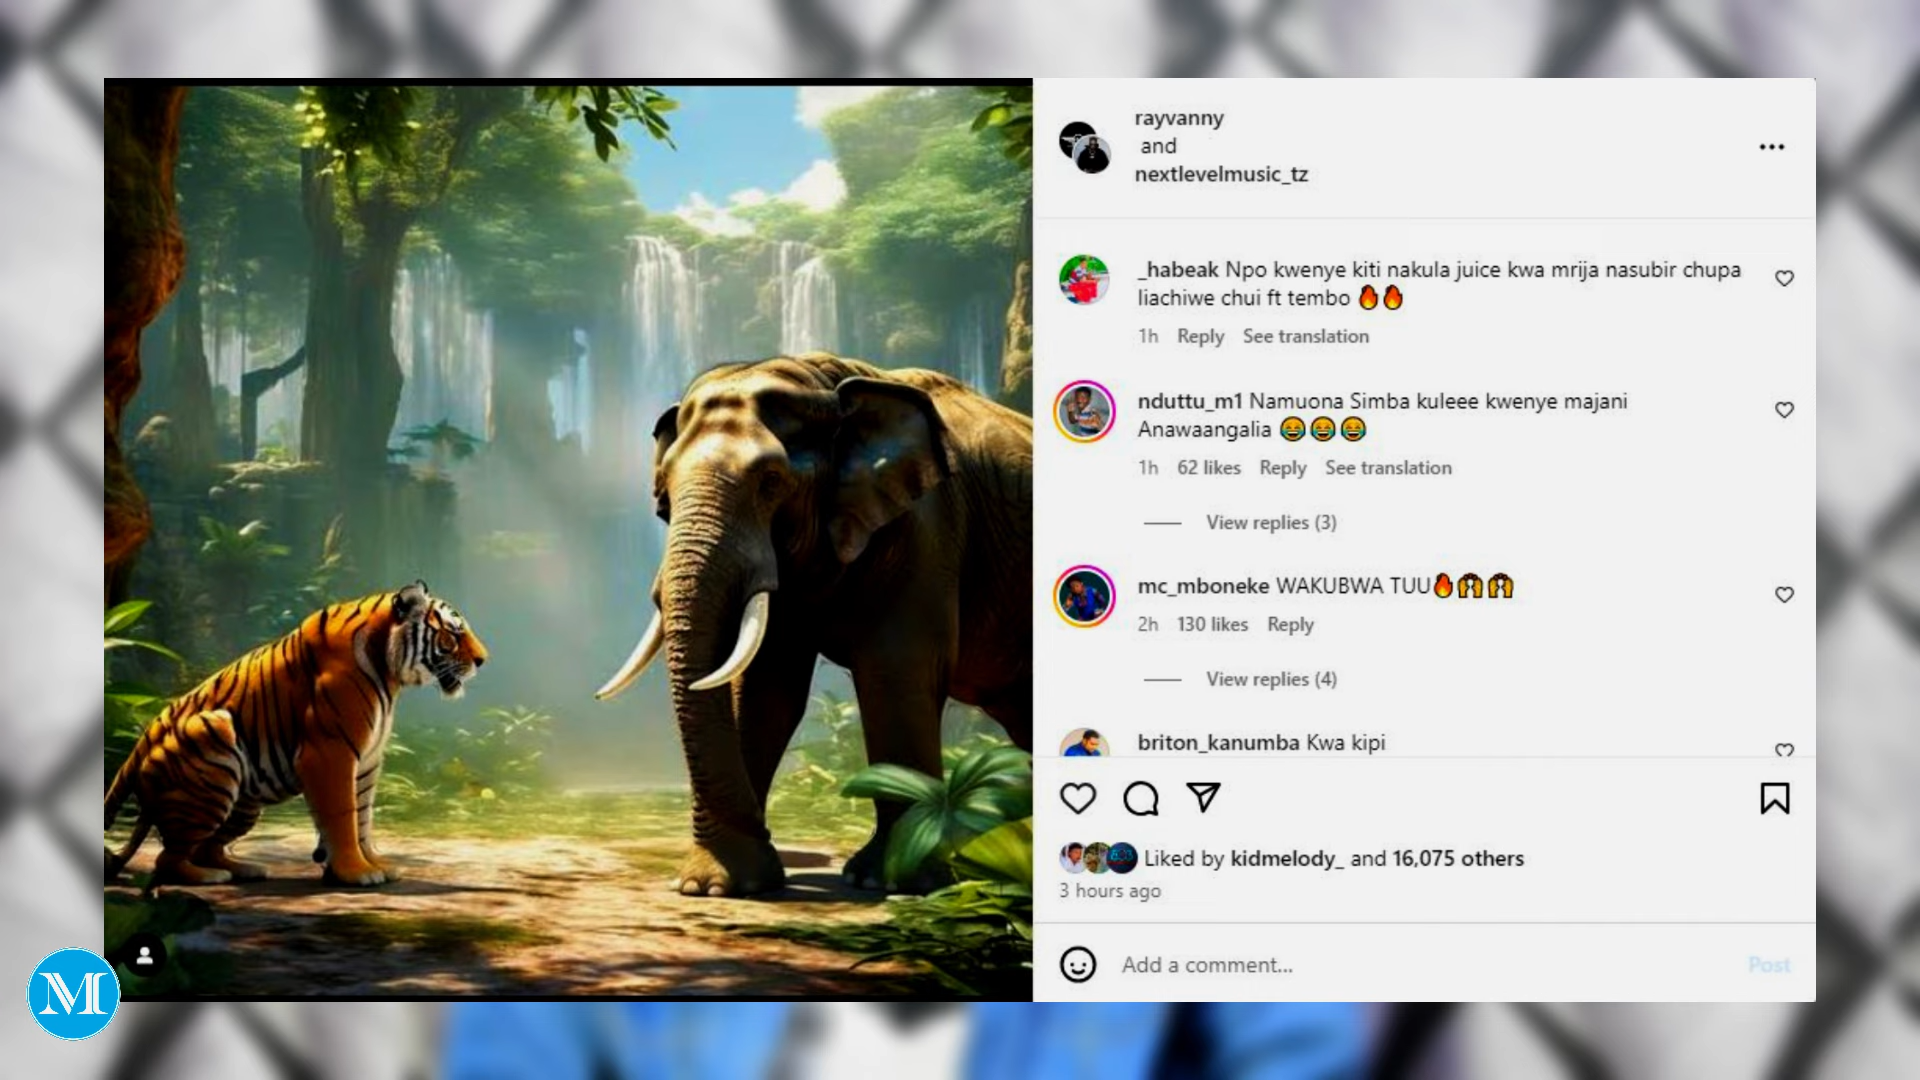 rayvanny
and
nextlevelmusic_tz
_habeak Npo kwenye kiti nakula juice kwa mrija nasubir chupa
liachiwe chui ft tembo 🔥🔥
1h Reply See translation
nduttu_m1 Namuona Simba kuleee kwenye majani
Anawaangalia 😂😂😂
1h 62 likes Reply See translation
View replies (3)
mc_mboneke WAKUBWA TUU🔥🙌🙌
2h 130 likes Reply
View replies (4)
briton_kanumba Kwa kipi
Liked by kidmelody_ and 16,075 others
3 hours ago
Add a comment... Post
M